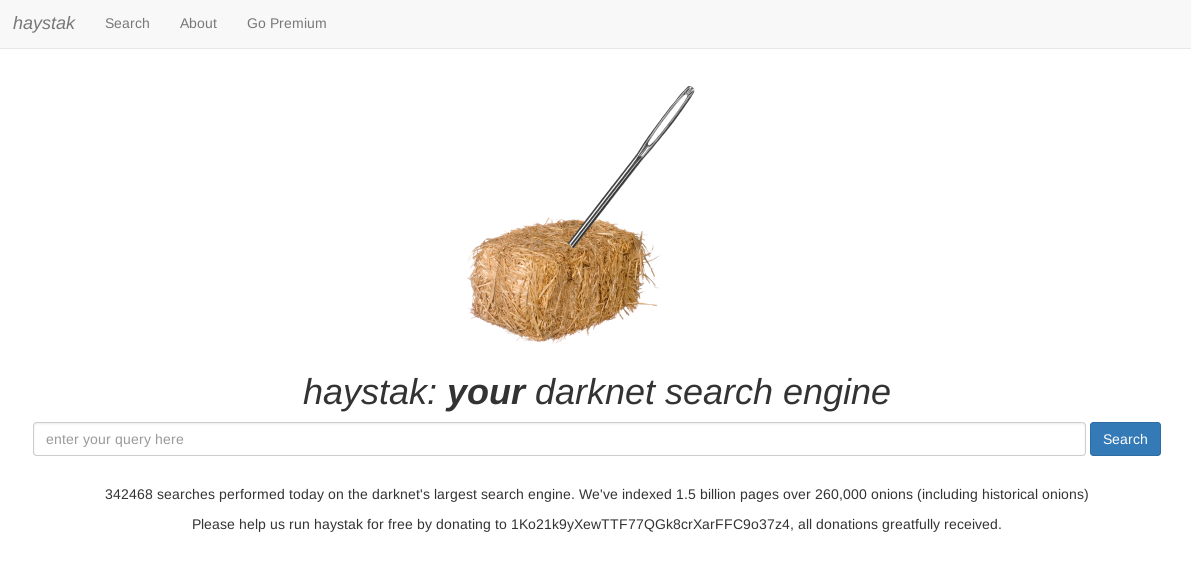 haystak Search About Go Premium
haystak: your darknet search engine
enter your query here Search
342468 searches performed today on the darknet's largest search engine. We've indexed 1.5 billion pages over 260,000 onions (including historical onions)
Please help us run haystak for free by donating to 1Ko21k9yXewTTF77QGk8crXarFFC9o37z4, all donations greatfully received.